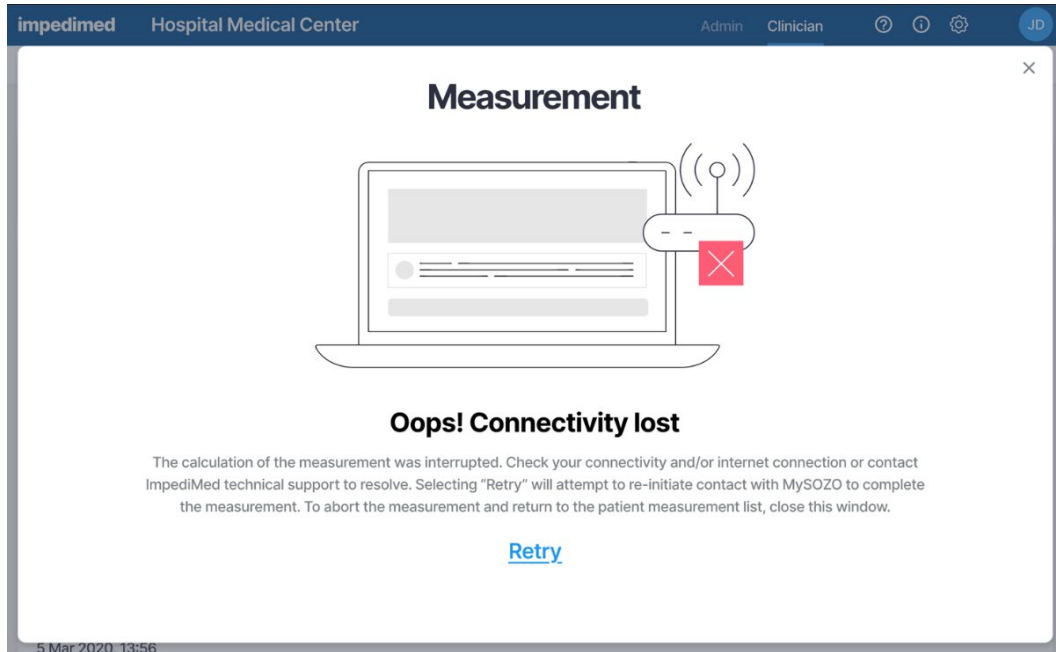 impedimed Hospital Medical Center Admin Clinician JD
Measurement
Oops! Connectivity lost
The calculation of the measurement was interrupted. Check your connectivity and/or internet connection or contact
ImpediMed technical support to resolve. Selecting “Retry” will attempt to re-initiate contact with MySOZO to complete
the measurement. To abort the measurement and return to the patient measurement list, close this window.
Retry
5 Mar 2020, 13:56